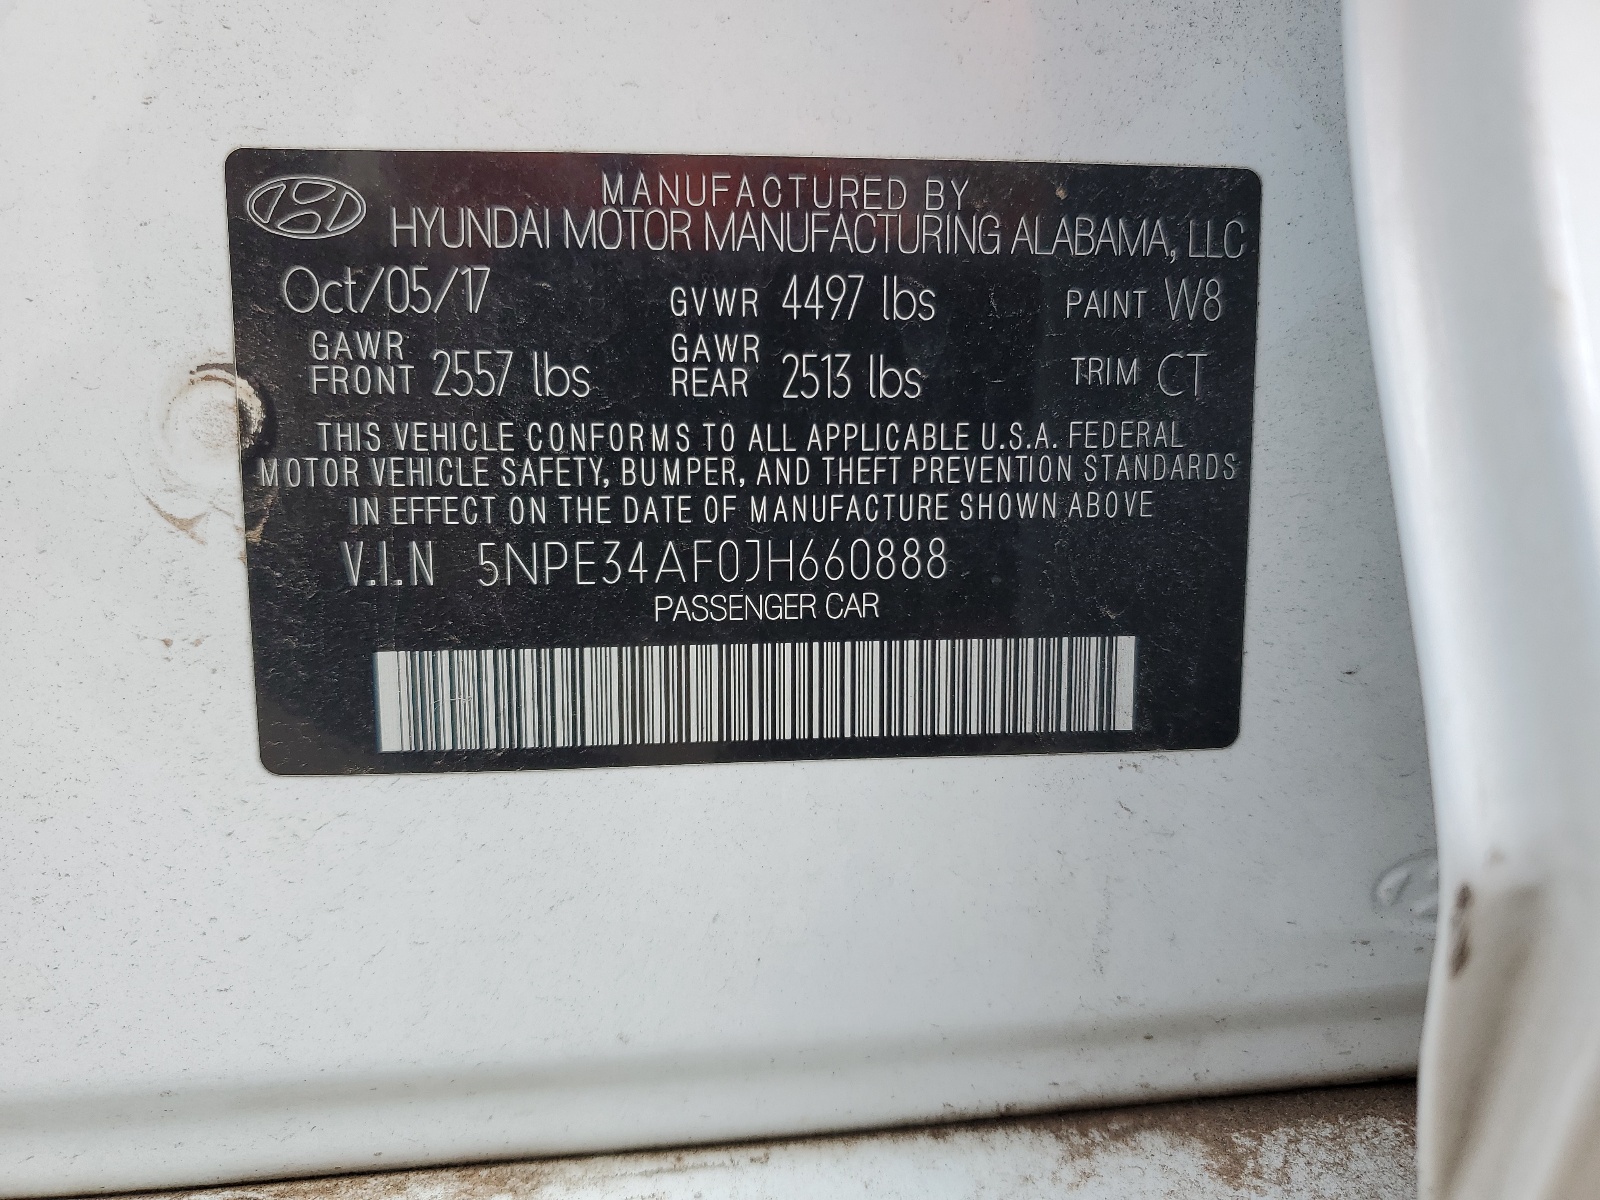 MANUFACTURED BY
HYUNDAI MOTOR MANUFACTURING ALABAMA, LLC
Oct/05/17 GVWR 4497 lbs PAINT W8
GAWR FRONT 2557 lbs GAWR REAR 2513 lbs TRIM CT
THIS VEHICLE CONFORMS TO ALL APPLICABLE U.S.A. FEDERAL
MOTOR VEHICLE SAFETY, BUMPER, AND THEFT PREVENTION STANDARDS
IN EFFECT ON THE DATE OF MANUFACTURE SHOWN ABOVE
V.I.N 5NPE34AF0JH660888
PASSENGER CAR